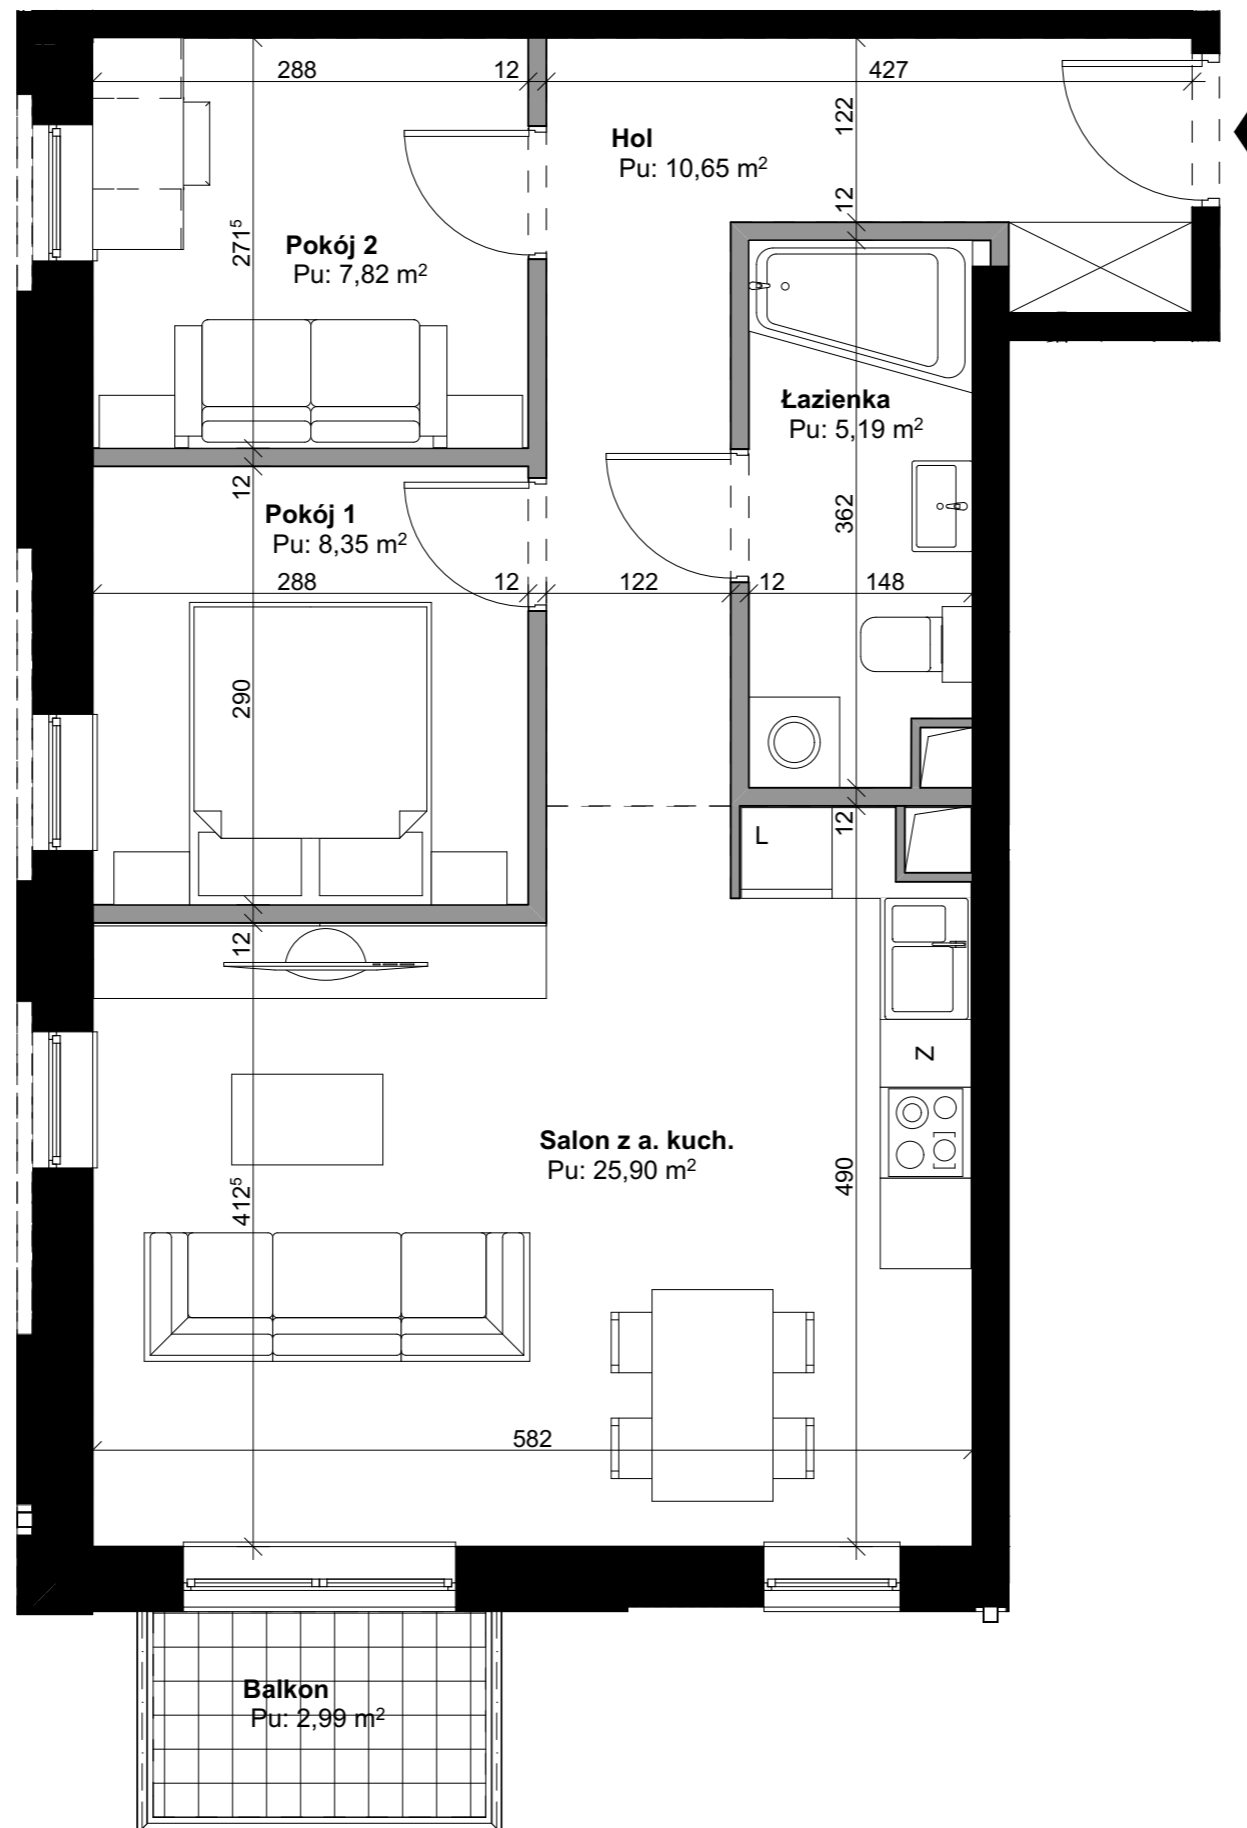 288
12
427
122
Hol
Pu: 10,65 m²
12
271⁵
Pokój 2
Pu: 7,82 m²
Łazienka
Pu: 5,19 m²
12
Pokój 1
Pu: 8,35 m²
362
288
12
122
12
148
290
12
L
12
Z
Salon z a. kuch.
Pu: 25,90 m²
412⁵
490
582
Balkon
Pu: 2,99 m²